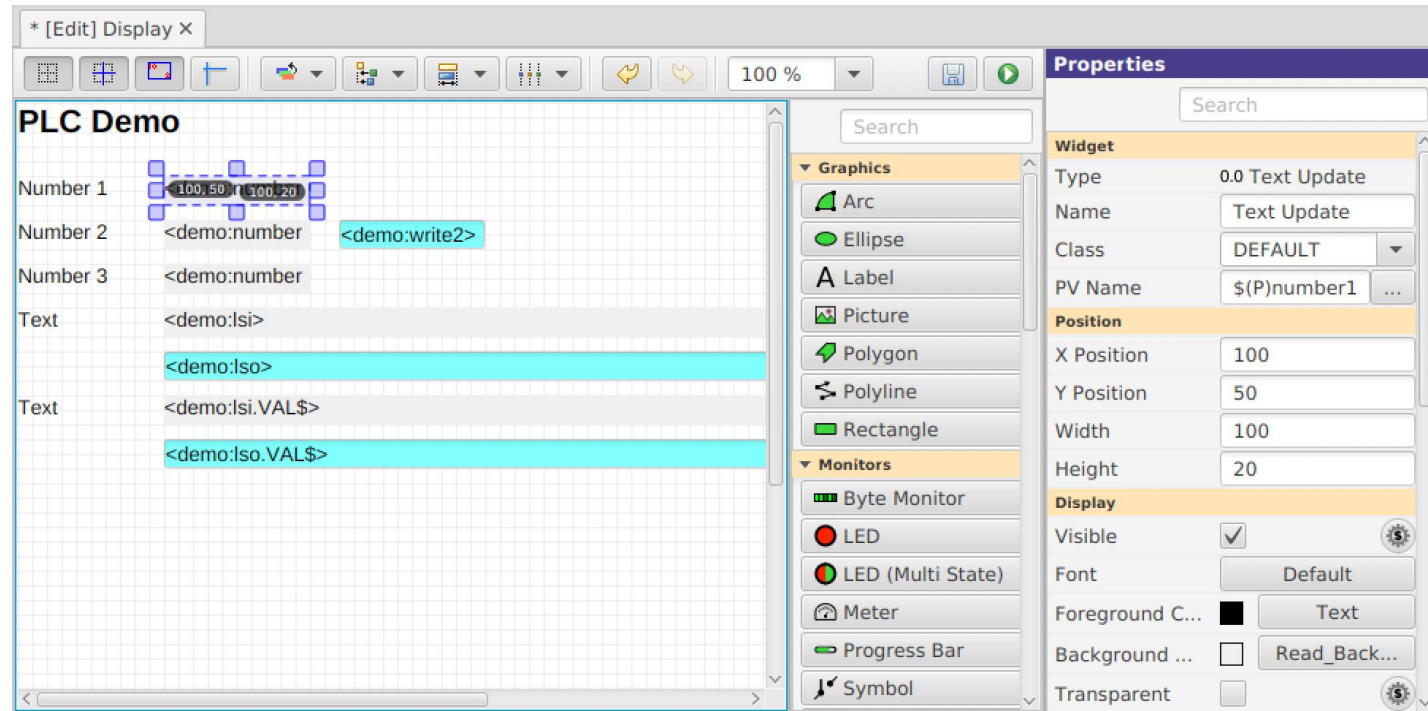 * [Edit] Display ×
100 %
PLC Demo
Number 1
100, 50
100, 20
Number 2 <demo:number <demo:write2>
Number 3 <demo:number
Text <demo:lsi>
<demo:lso>
Text <demo:lsi.VAL$>
<demo:lso.VAL$>
Search
Graphics
Arc
Ellipse
Label
Picture
Polygon
Polyline
Rectangle
Monitors
Byte Monitor
LED
LED (Multi State)
Meter
Progress Bar
Symbol
Properties
Search
Widget
Type 0.0 Text Update
Name Text Update
Class DEFAULT
PV Name $(P)number1 ...
Position
X Position 100
Y Position 50
Width 100
Height 20
Display
Visible
Font Default
Foreground C... Text
Background ... Read_Back...
Transparent